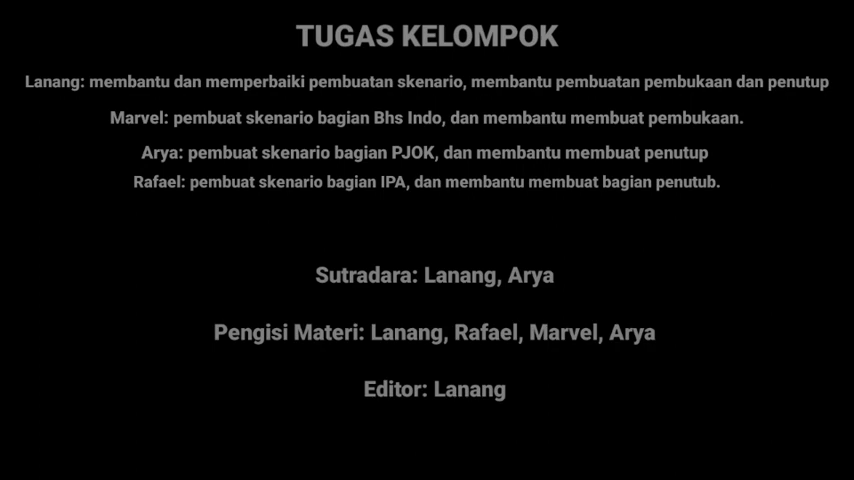 TUGAS KELOMPOK
Lanang: membantu dan memperbaiki pembuatan skenario, membantu pembuatan pembukaan dan penutup
Marvel: pembuat skenario bagian Bhs Indo, dan membantu membuat pembukaan.
Arya: pembuat skenario bagian PJOK, dan membantu membuat penutup
Rafael: pembuat skenario bagian IPA, dan membantu membuat bagian penutub.
Sutradara: Lanang, Arya
Pengisi Materi: Lanang, Rafael, Marvel, Arya
Editor: Lanang